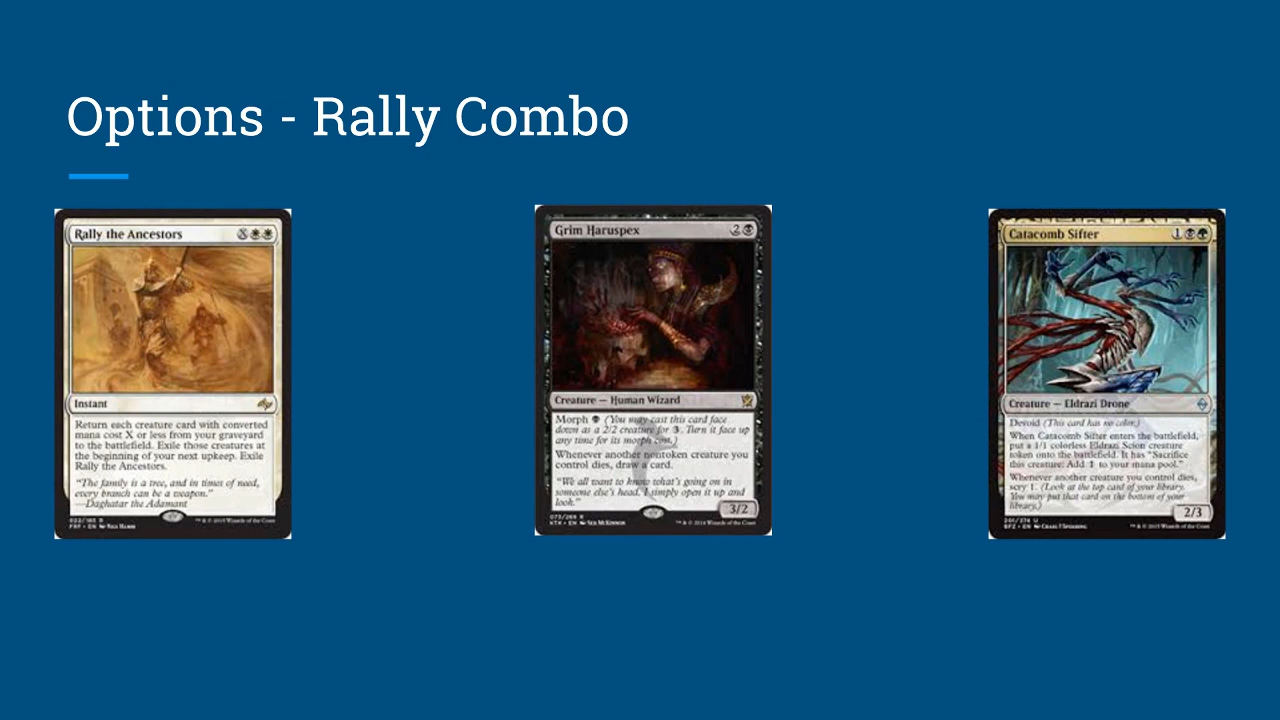 Options - Rally Combo
Rally the Ancestors
Instant
Return each creature card with converted
mana cost X or less from your graveyard
to the battlefield. Exile those creatures at
the beginning of your next upkeep. Exile
Rally the Ancestors.
"The family is a tree, and in times of need,
every branch can be a weapon."
—Daghatar the Adamant
Grim Haruspex
2
Creature — Human Wizard
Morph (You may cast this card face
down as a 2/2 creature for 3. Turn it face up
any time for its morph cost.)
Whenever another nontoken creature you
control dies, draw a card.
"We all want to know what's going on in
someone else's head. I simply open it up and
look."
3/2
Catacomb Sifter
1
Creature — Eldrazi Drone
Devoid (This card has no color.)
When Catacomb Sifter enters the battlefield,
put a 1/1 colorless Eldrazi Scion creature
token onto the battlefield. It has "Sacrifice
this creature: Add 1 to your mana pool."
Whenever another creature you control dies,
scry 1. (Look at the top card of your library.
You may put that card on the bottom of your
library.)
2/3